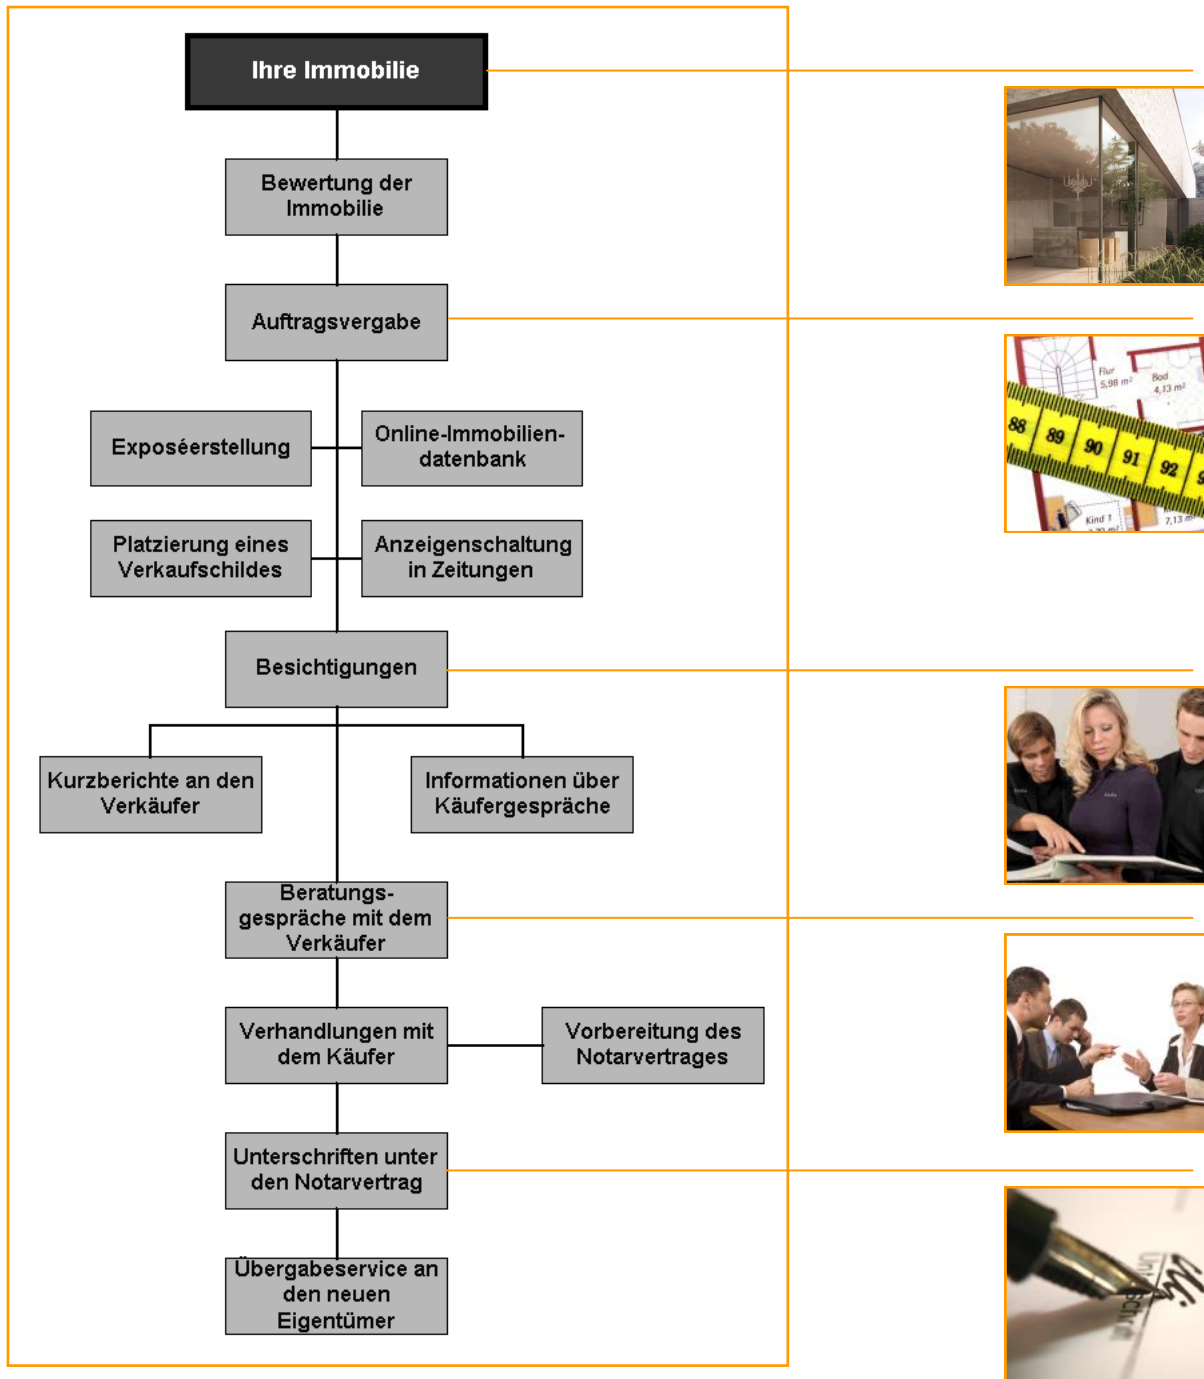 Ihre Immobilie
Bewertung der
Immobilie
Auftragsvergabe
Flur
5,98 m²
Bad
4,13 m²
88 89 90 91 92
Exposéerstellung
Online-Immobilien-
datenbank
Kind 1
7,13 m²
Platzierung eines
Verkaufschildes
Anzeigenschaltung
in Zeitungen
Besichtigungen
Kurzberichte an den
Verkäufer
Informationen über
Käufergespräche
Beratungs-
gespräche mit dem
Verkäufer
Verhandlungen mit
dem Käufer
Vorbereitung des
Notarvertrages
Unterschriften unter
den Notarvertrag
Übergabeservice an
den neuen
Eigentümer